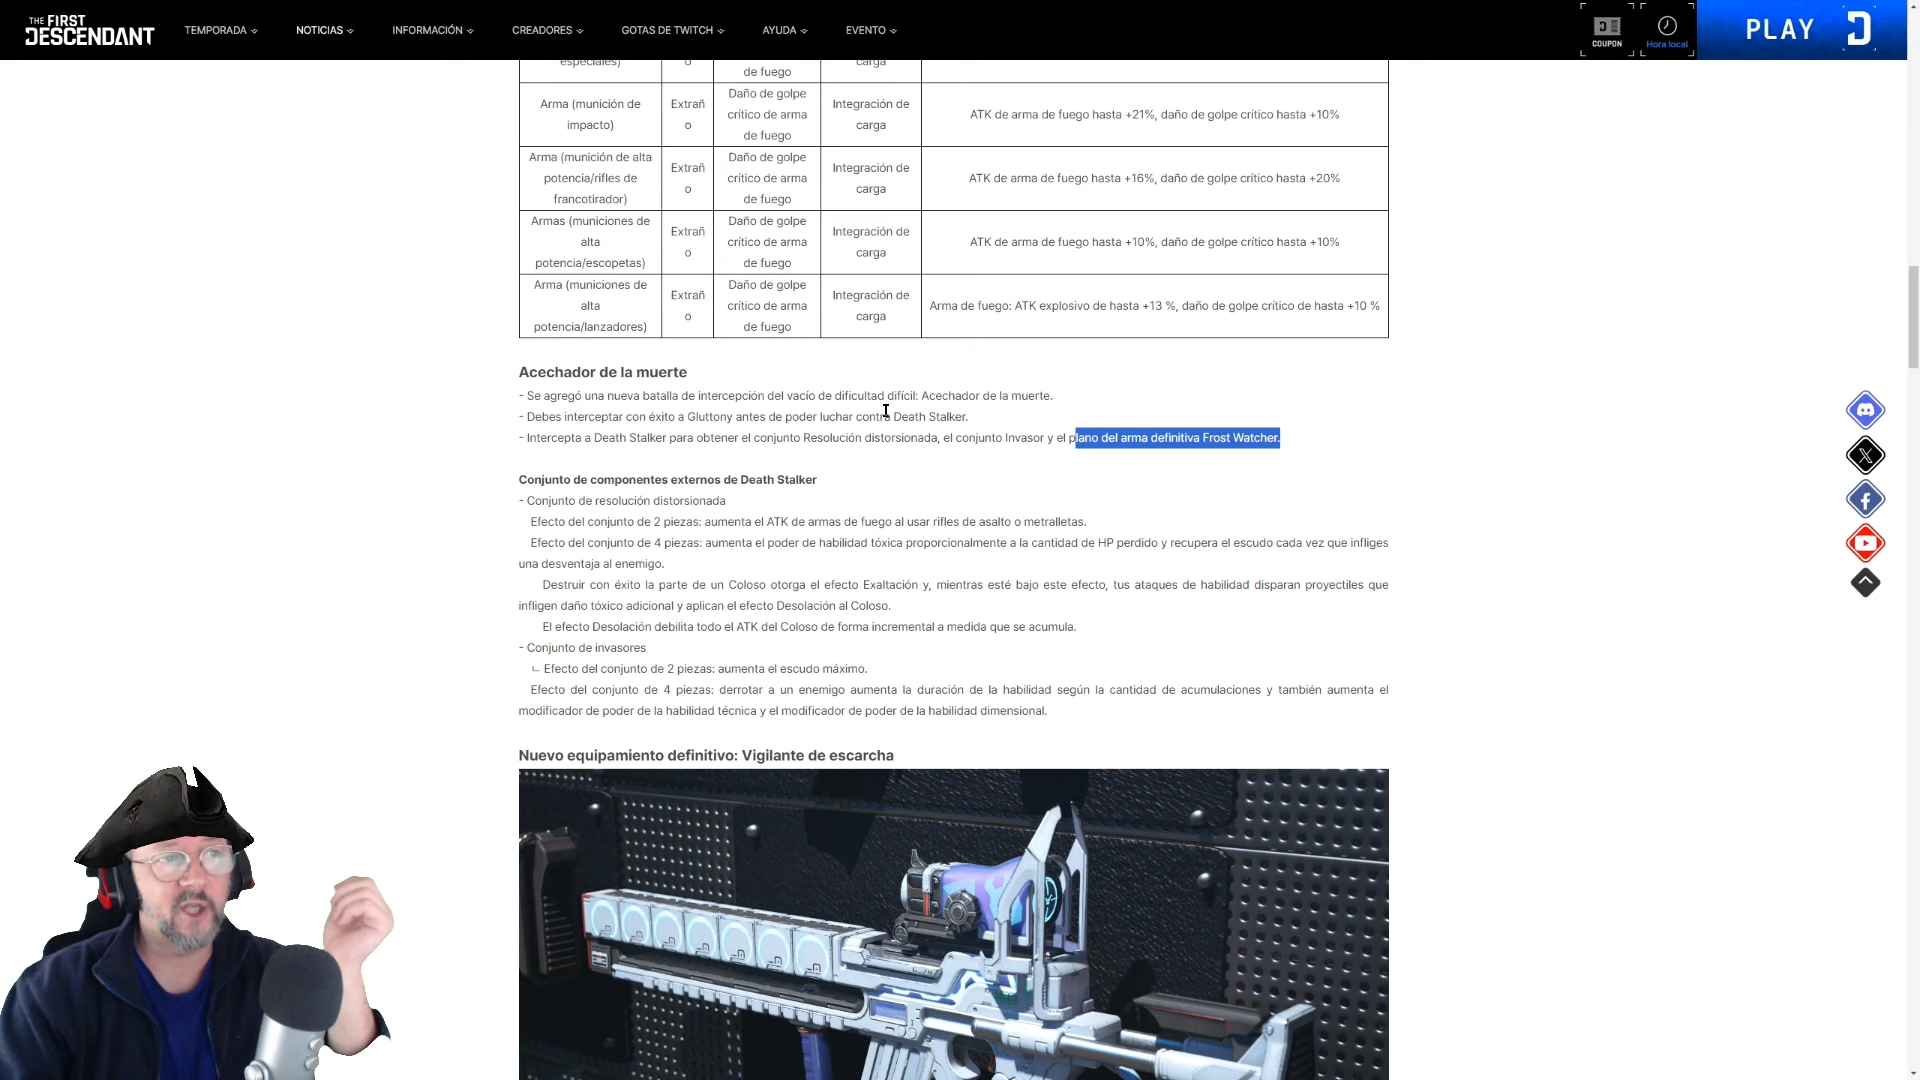 THE FIRST
DESCENDANT
TEMPORADA
NOTICIAS
INFORMACIÓN
CREADORES
GOTAS DE TWITCH
AYUDA
EVENTO
COUPON
Hora local
PLAY
especiales)
de fuego
carga
Arma (munición de
impacto)
Extrañ
o
Daño de golpe
crítico de arma
de fuego
Integración de
carga
ATK de arma de fuego hasta +21%, daño de golpe crítico hasta +10%
Arma (munición de alta
potencia/rifles de
francotirador)
Extrañ
o
Daño de golpe
crítico de arma
de fuego
Integración de
carga
ATK de arma de fuego hasta +16%, daño de golpe crítico hasta +20%
Armas (municiones de
alta
potencia/escopetas)
Extrañ
o
Daño de golpe
crítico de arma
de fuego
Integración de
carga
ATK de arma de fuego hasta +10%, daño de golpe crítico hasta +10%
Arma (municiones de
alta
potencia/lanzadores)
Extrañ
o
Daño de golpe
crítico de arma
de fuego
Integración de
carga
Arma de fuego: ATK explosivo de hasta +13 %, daño de golpe crítico de hasta +10 %
Acechador de la muerte
- Se agregó una nueva batalla de intercepción del vacío de dificultad difícil: Acechador de la muerte.
- Debes interceptar con éxito a Gluttony antes de poder luchar contra Death Stalker.
- Intercepta a Death Stalker para obtener el conjunto Resolución distorsionada, el conjunto Invasor y el plano del arma definitiva Frost Watcher.
Conjunto de componentes externos de Death Stalker
- Conjunto de resolución distorsionada
Efecto del conjunto de 2 piezas: aumenta el ATK de armas de fuego al usar rifles de asalto o metralletas.
Efecto del conjunto de 4 piezas: aumenta el poder de habilidad tóxica proporcionalmente a la cantidad de HP perdido y recupera el escudo cada vez que infliges
una desventaja al enemigo.
Destruir con éxito la parte de un Coloso otorga el efecto Exaltación y, mientras esté bajo este efecto, tus ataques de habilidad disparan proyectiles que
infligen daño tóxico adicional y aplican el efecto Desolación al Coloso.
El efecto Desolación debilita todo el ATK del Coloso de forma incremental a medida que se acumula.
- Conjunto de invasores
ㄴ Efecto del conjunto de 2 piezas: aumenta el escudo máximo.
Efecto del conjunto de 4 piezas: derrotar a un enemigo aumenta la duración de la habilidad según la cantidad de acumulaciones y también aumenta el
modificador de poder de la habilidad técnica y el modificador de poder de la habilidad dimensional.
Nuevo equipamiento definitivo: Vigilante de escarcha